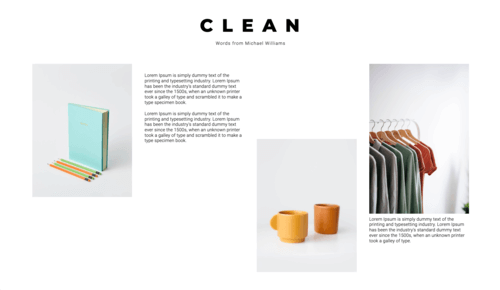 CLEAN
Words from Michael Williams
Lorem Ipsum is simply dummy text of the
printing and typesetting industry. Lorem Ipsum
has been the industry's standard dummy text
ever since the 1500s, when an unknown printer
took a galley of type and scrambled it to make a
type specimen book.
Lorem Ipsum is simply dummy text of the
printing and typesetting industry. Lorem Ipsum
has been the industry's standard dummy text
ever since the 1500s, when an unknown printer
took a galley of type and scrambled it to make a
type specimen book.
Lorem Ipsum is simply dummy text of the
printing and typesetting industry. Lorem Ipsum
has been the industry's standard dummy text
ever since the 1500s, when an unknown printer
took a galley of type.